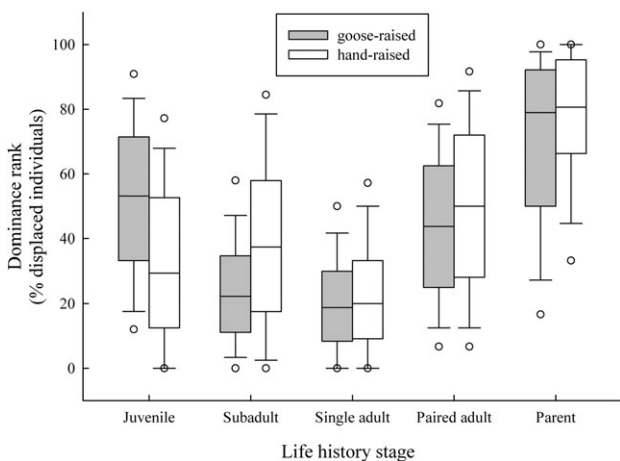 goose-raised
hand-raised
Dominance rank
(% displaced individuals)
100
80
60
40
20
0
Juvenile Subadult Single adult Paired adult Parent
Life history stage